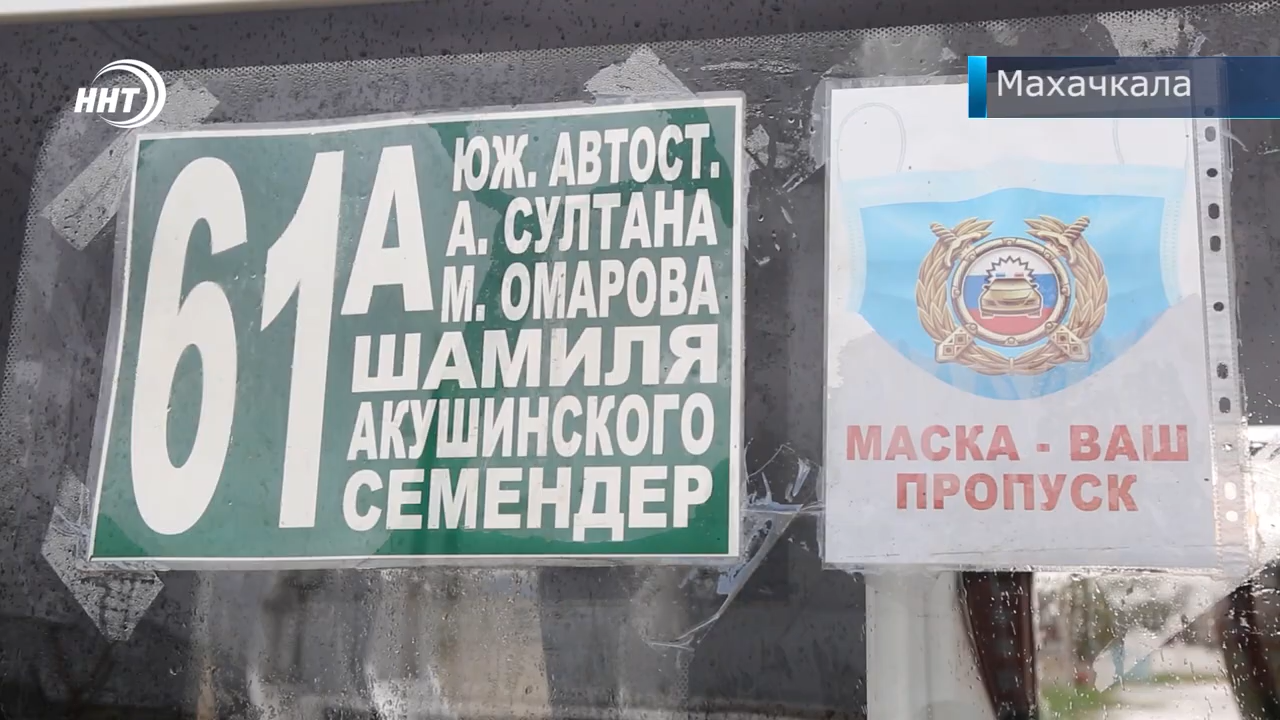 ННТ
Махачкала
61А
ЮЖ. АВТОСТ.
А. СУЛТАНА
М. ОМАРОВА
ШАМИЛЯ
АКУШИНСКОГО
СЕМЕНДЕР
МАСКА - ВАШ
ПРОПУСК